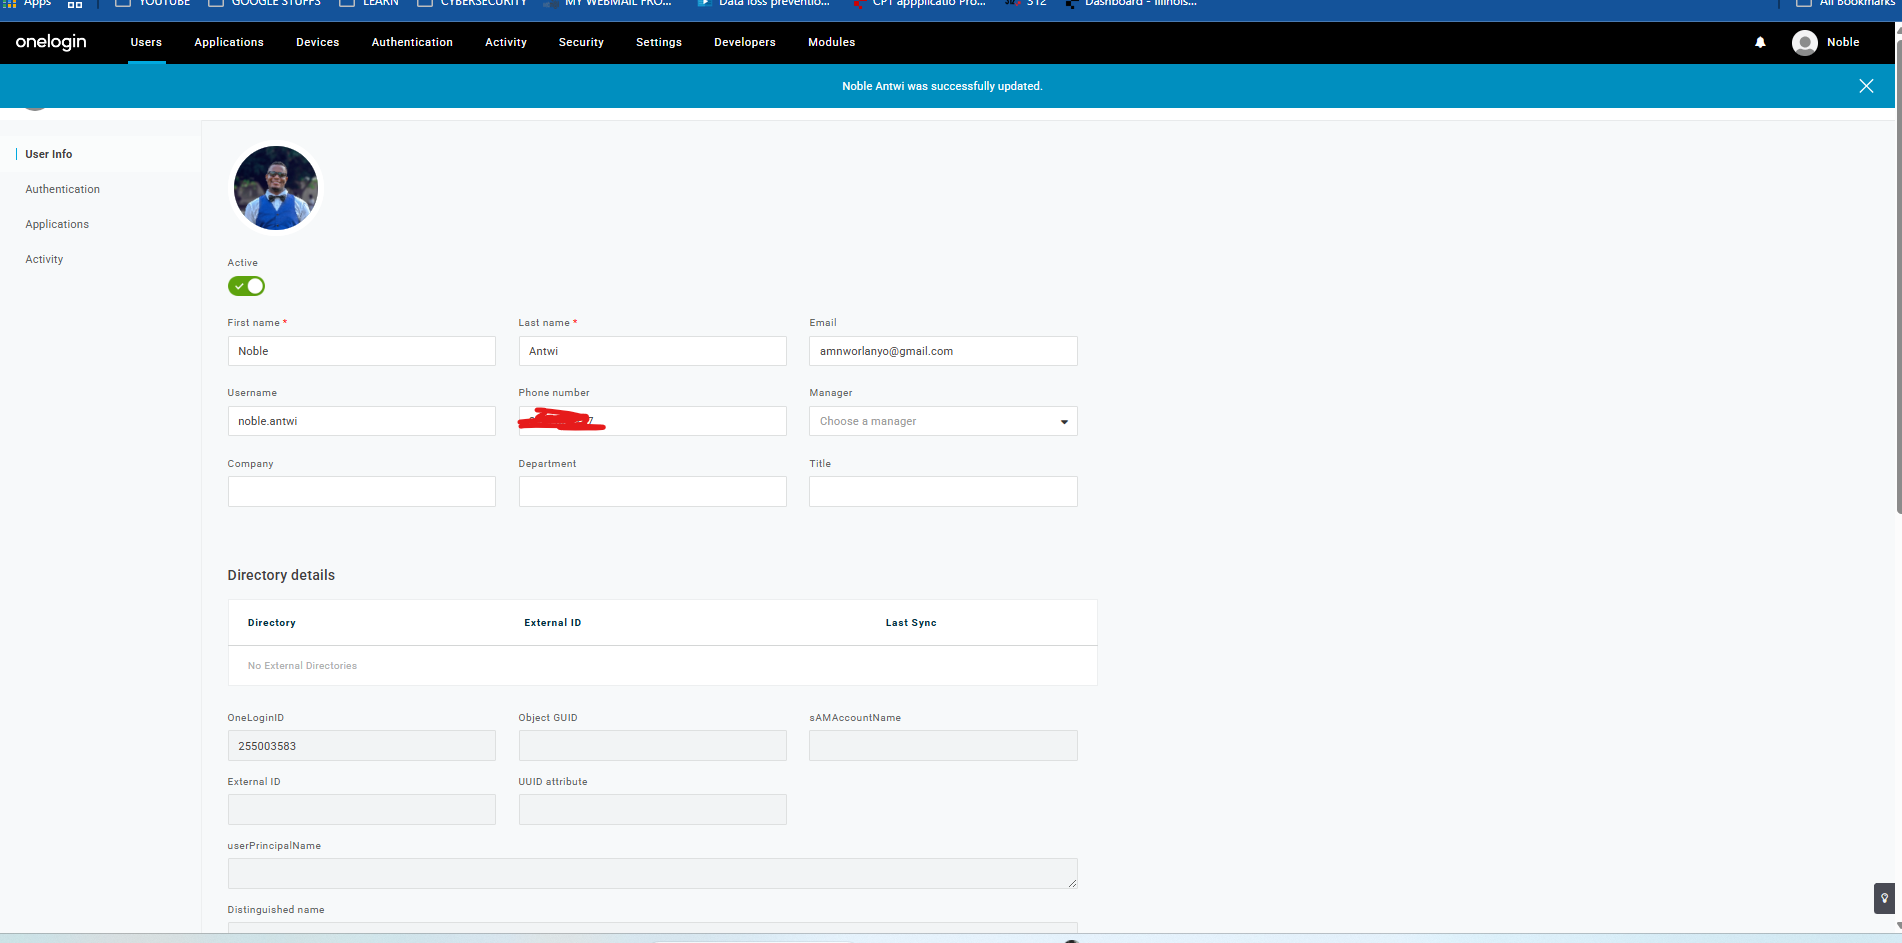 Apps YOUTUBE GOOGLE STUFFS LEARN CYBERSECURITY MY WEBMAIL FRO... Data loss preventio... CPT appplicatio Pro... 312 Dashboard - Illinois... All Bookmarks
onelogin Users Applications Devices Authentication Activity Security Settings Developers Modules Noble
Noble Antwi was successfully updated.
User Info
Authentication
Applications
Activity
Active
First name * Last name * Email
Noble Antwi amnworlanyo@gmail.com
Username Phone number Manager
noble.antwi 7 Choose a manager
Company Department Title
Directory details
Directory External ID Last Sync
No External Directories
OneLoginID Object GUID sAMAccountName
255003583
External ID UUID attribute
userPrincipalName
Distinguished name